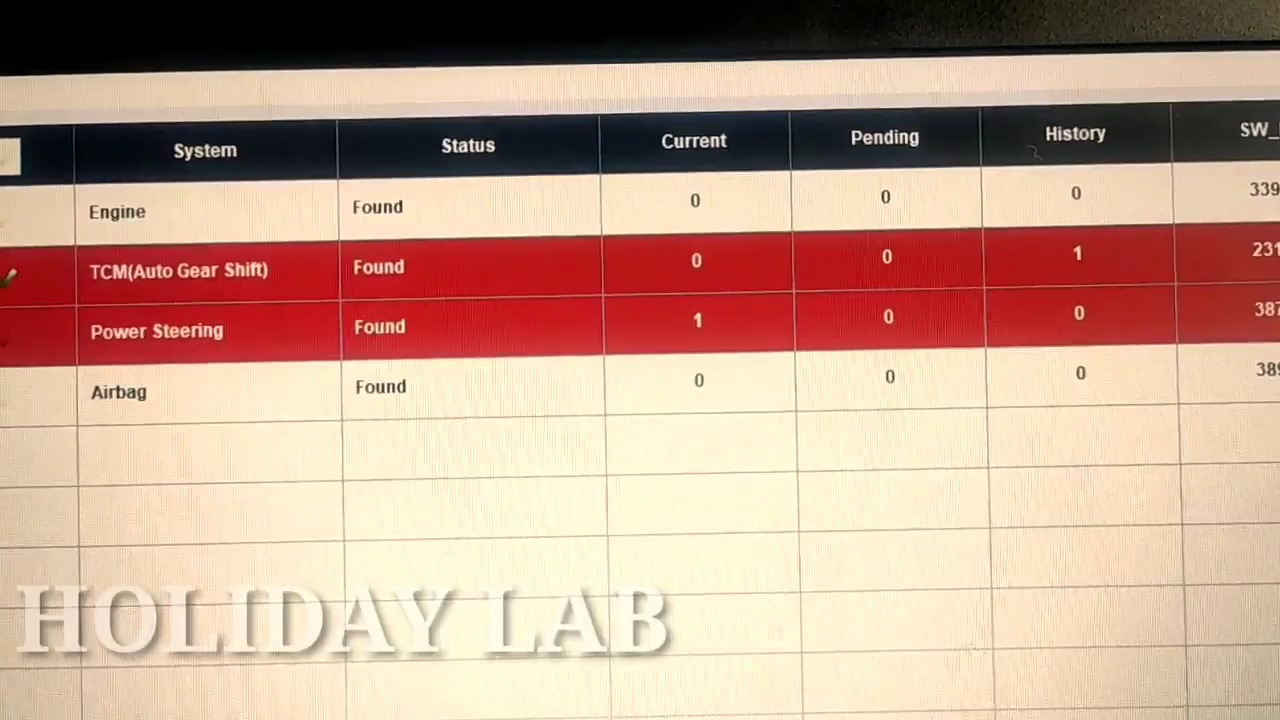 System Status Current Pending History SW_
Engine Found 0 0 0 339
TCM(Auto Gear Shift) Found 0 0 1 231
Power Steering Found 1 0 0 387
Airbag Found 0 0 0 389
HOLIDAY LAB